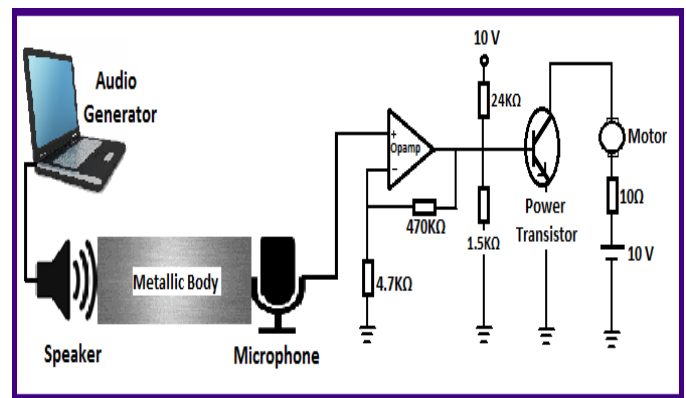 Audio
Generator
10 V
24KΩ
+
Opamp
−
Motor
470KΩ
1.5KΩ
Power
Transistor
10Ω
10 V
4.7KΩ
Metallic Body
Speaker
Microphone